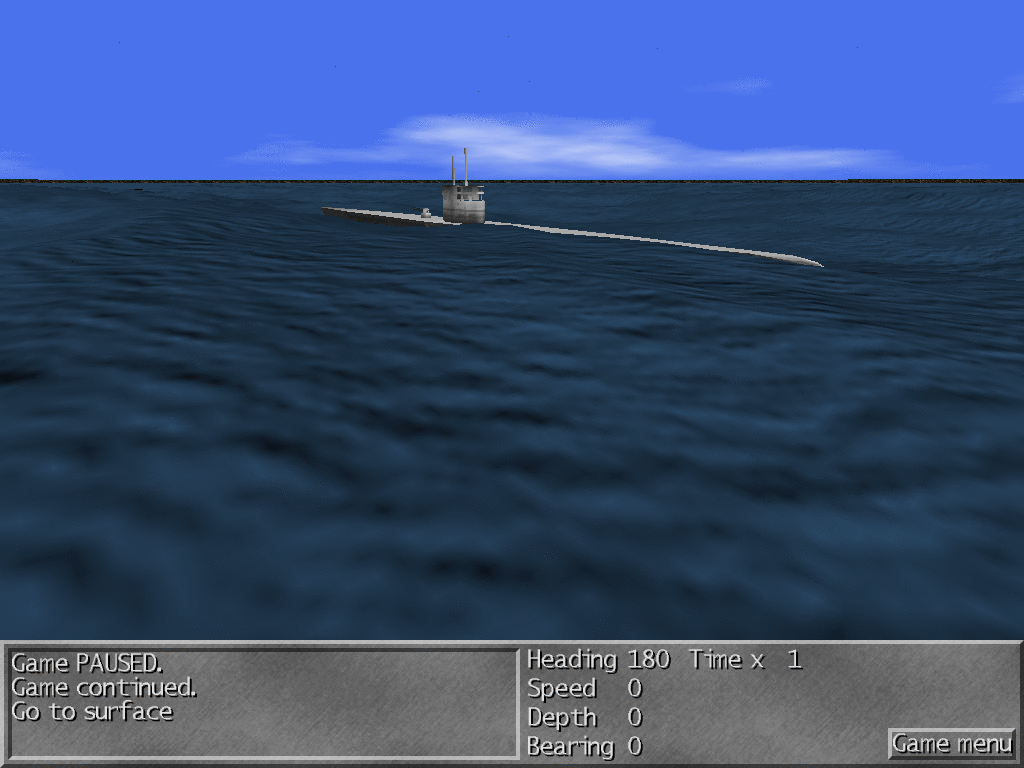 Game PAUSED.
Game continued.
Go to surface
Heading 180 Time x 1
Speed 0
Depth 0
Bearing 0
Game menu